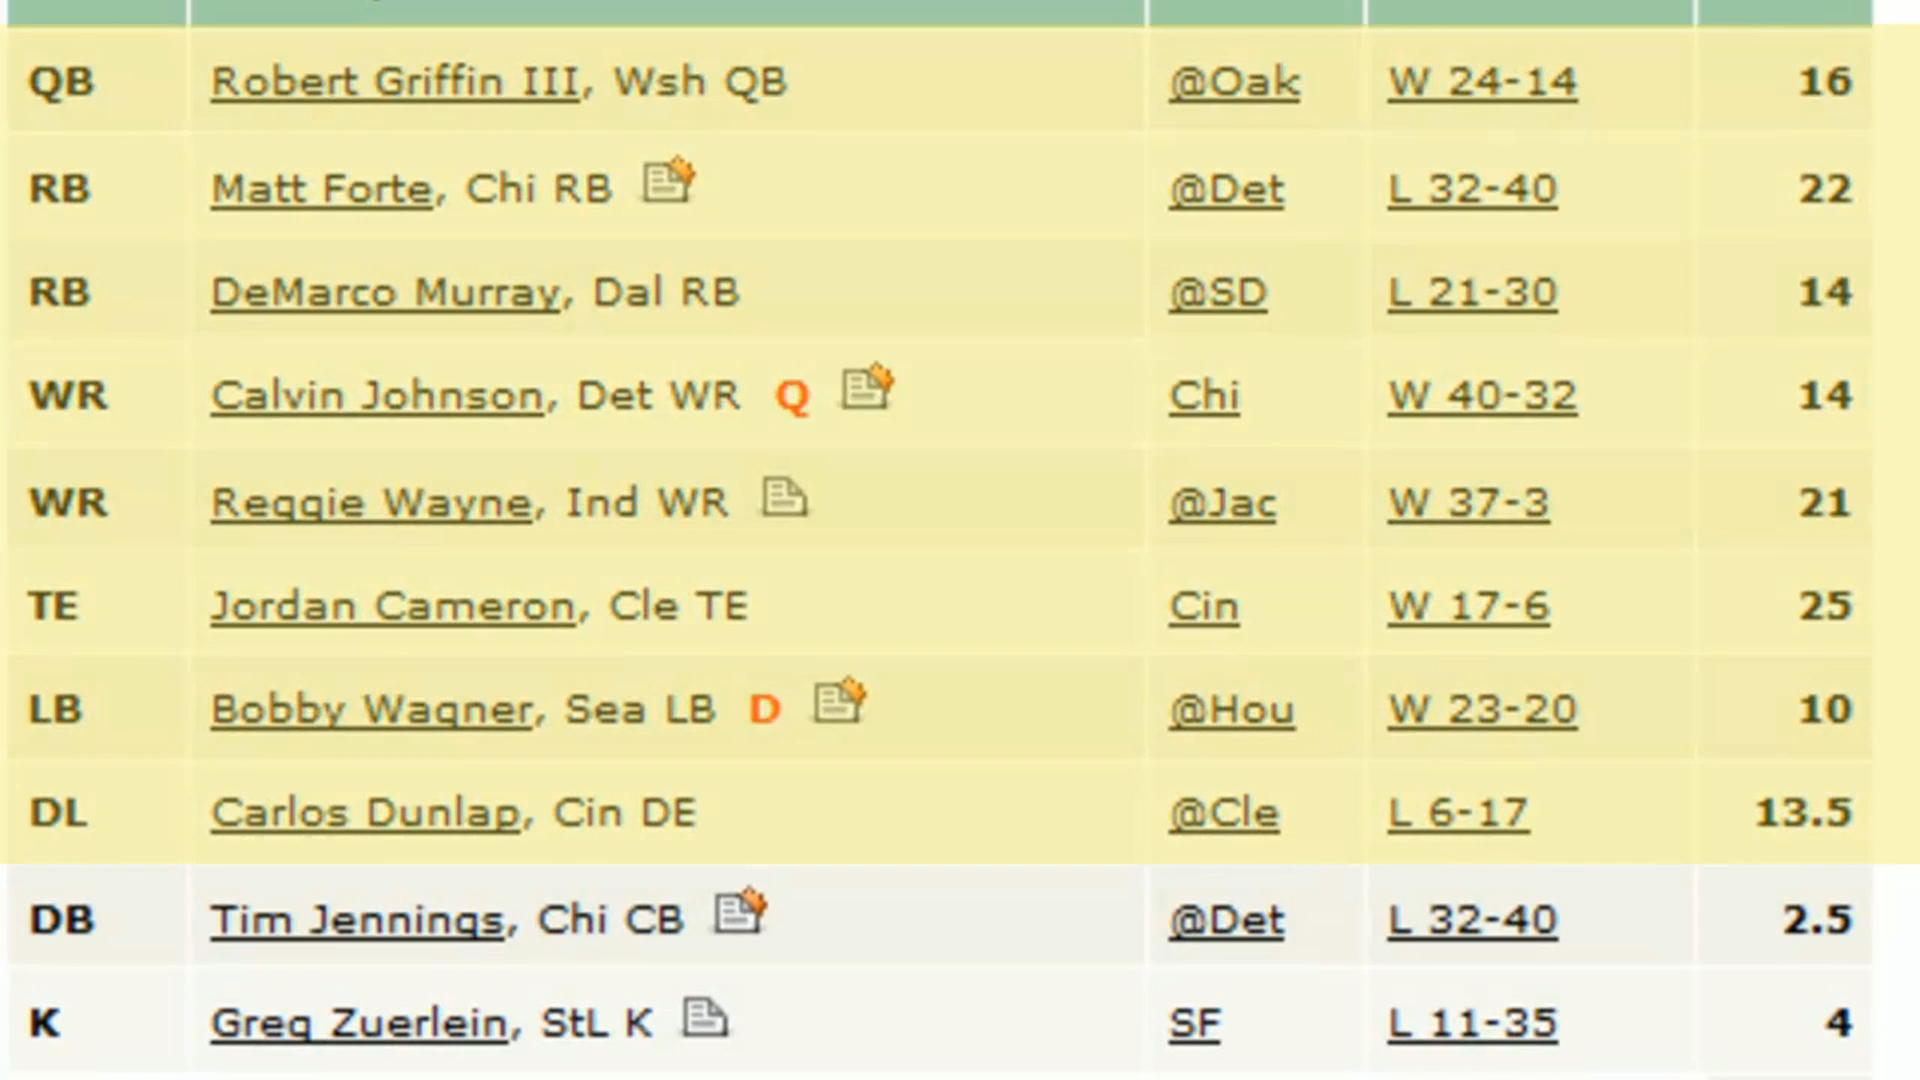 QB Robert Griffin III, Wsh QB @Oak W 24-14 16
RB Matt Forte, Chi RB @Det L 32-40 22
RB DeMarco Murray, Dal RB @SD L 21-30 14
WR Calvin Johnson, Det WR Q Chi W 40-32 14
WR Reggie Wayne, Ind WR @Jac W 37-3 21
TE Jordan Cameron, Cle TE Cin W 17-6 25
LB Bobby Wagner, Sea LB D @Hou W 23-20 10
DL Carlos Dunlap, Cin DE @Cle L 6-17 13.5
DB Tim Jennings, Chi CB @Det L 32-40 2.5
K Greg Zuerlein, StL K SF L 11-35 4